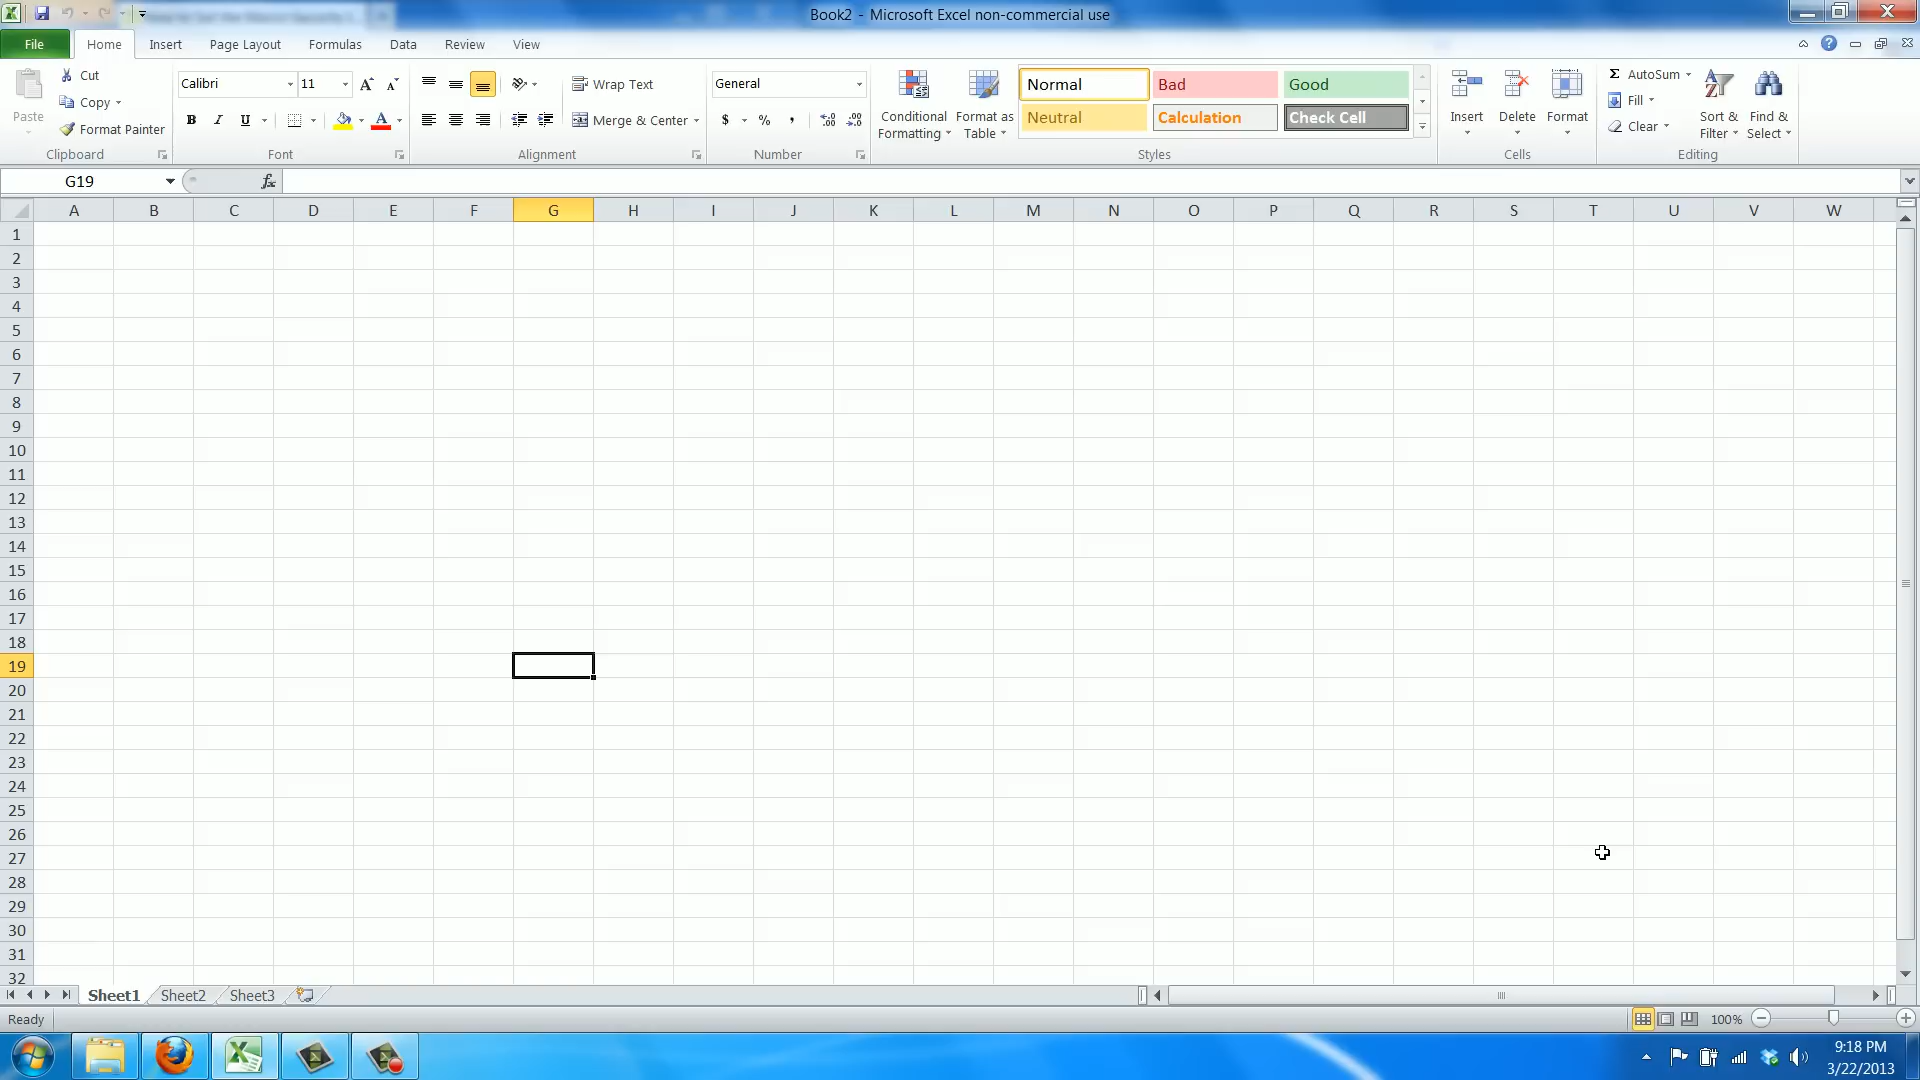 Book2 - Microsoft Excel non-commercial use
File Home Insert Page Layout Formulas Data Review View
Paste
Cut
Copy
Format Painter
Clipboard
Calibri 11
B I U A
Font
Wrap Text
Merge & Center
Alignment
General
$ % ,
Number
Conditional Formatting
Format as Table
Normal Bad Good
Neutral Calculation Check Cell
Styles
Insert Delete Format
Cells
Σ AutoSum
Fill
Clear
Sort & Filter
Find & Select
Editing
G19 fx
A B C D E F G H I J K L M N O P Q R S T U V W
1
2
3
4
5
6
7
8
9
10
11
12
13
14
15
16
17
18
19
20
21
22
23
24
25
26
27
28
29
30
31
32
Sheet1 Sheet2 Sheet3
Ready 100%
9:18 PM
3/22/2013